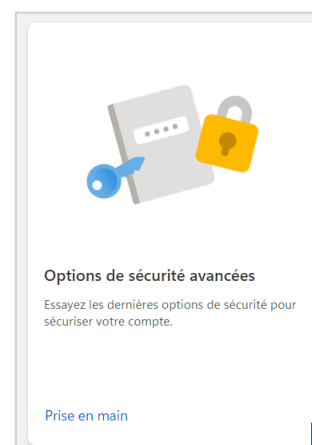 Options de sécurité avancées
Essayez les dernières options de sécurité pour
sécuriser votre compte.
Prise en main